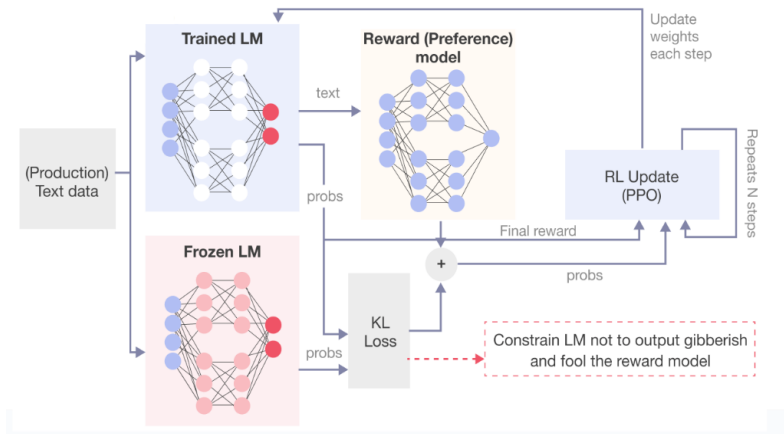 Trained LM
Reward (Preference)
model
Update
weights
each step
text
(Production)
Text data
probs
RL Update
(PPO)
Repeats N steps
Frozen LM
Final reward
+
probs
KL
Loss
probs
Constrain LM not to output gibberish
and fool the reward model